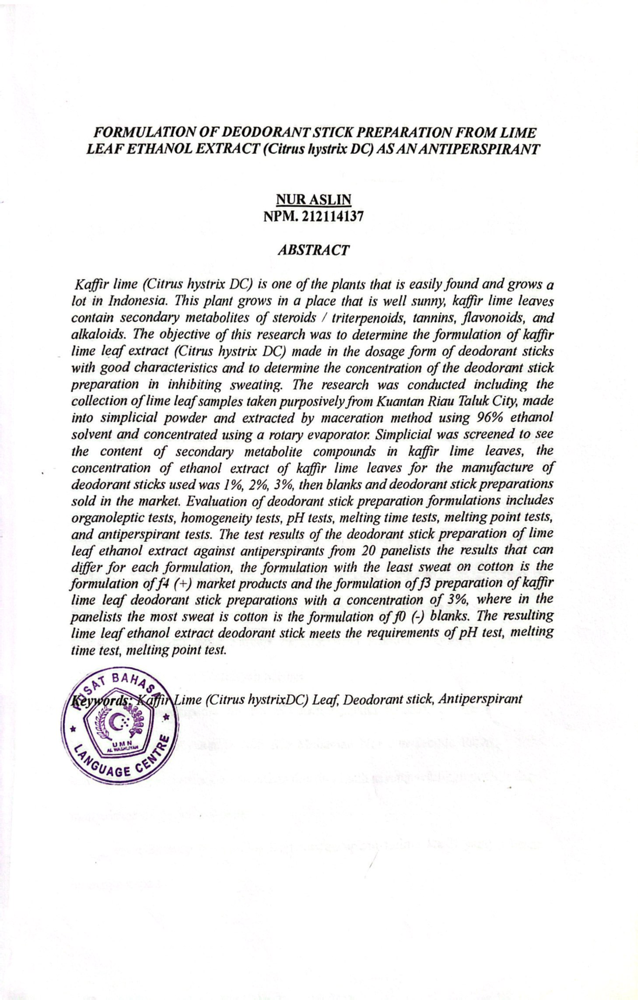 FORMULATION OF DEODORANT STICK PREPARATION FROM LIME
LEAF ETHANOL EXTRACT (Citrus hystrix DC) AS AN ANTIPERSPIRANT
NUR ASLIN
NPM. 212114137
ABSTRACT
Kaffir lime (Citrus hystrix DC) is one of the plants that is easily found and grows a
lot in Indonesia. This plant grows in a place that is well sunny, kaffir lime leaves
contain secondary metabolites of steroids / triterpenoids, tannins, flavonoids, and
alkaloids. The objective of this research was to determine the formulation of kaffir
lime leaf extract (Citrus hystrix DC) made in the dosage form of deodorant sticks
with good characteristics and to determine the concentration of the deodorant stick
preparation in inhibiting sweating. The research was conducted including the
collection of lime leaf samples taken purposively from Kuantan Riau Taluk City, made
into simplicial powder and extracted by maceration method using 96% ethanol
solvent and concentrated using a rotary evaporator. Simplicial was screened to see
the content of secondary metabolite compounds in kaffir lime leaves, the
concentration of ethanol extract of kaffir lime leaves for the manufacture of
deodorant sticks used was 1%, 2%, 3%, then blanks and deodorant stick preparations
sold in the market. Evaluation of deodorant stick preparation formulations includes
organoleptic tests, homogeneity tests, pH tests, melting time tests, melting point tests,
and antiperspirant tests. The test results of the deodorant stick preparation of lime
leaf ethanol extract against antiperspirants from 20 panelists the results that can
differ for each formulation, the formulation with the least sweat on cotton is the
formulation of f4 (+) market products and the formulation of f3 preparation of kaffir
lime leaf deodorant stick preparations with a concentration of 3%, where in the
panelists the most sweat is cotton is the formulation of f0 (-) blanks. The resulting
lime leaf ethanol extract deodorant stick meets the requirements of pH test, melting
time test, melting point test.
Keywords: Kaffir Lime (Citrus hystrixDC) Leaf, Deodorant stick, Antiperspirant
PUSAT BAHASA
UMN
AL WASHLIYAH
LANGUAGE CENTRE